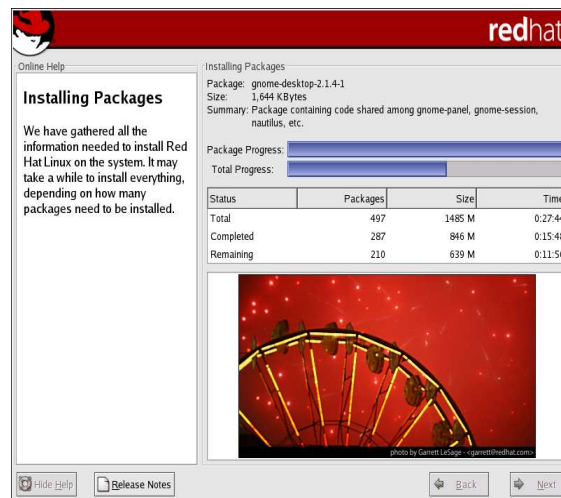 redhat
Online Help
Installing Packages
We have gathered all the
information needed to install Red
Hat Linux on the system. It may
take a while to install everything,
depending on how many
packages need to be installed.
Installing Packages
Package: gnome-desktop-2.1.4-1
Size: 1,644 KBytes
Summary: Package containing code shared among gnome-panel, gnome-session,
nautilus, etc.
Package Progress:
Total Progress:
Status Packages Size Time
Total 497 1485 M 0:27:44
Completed 287 846 M 0:15:48
Remaining 210 639 M 0:11:56
photo by Garrett LeSage - <garrett@redhat.com>
Hide Help
Release Notes
Back
Next